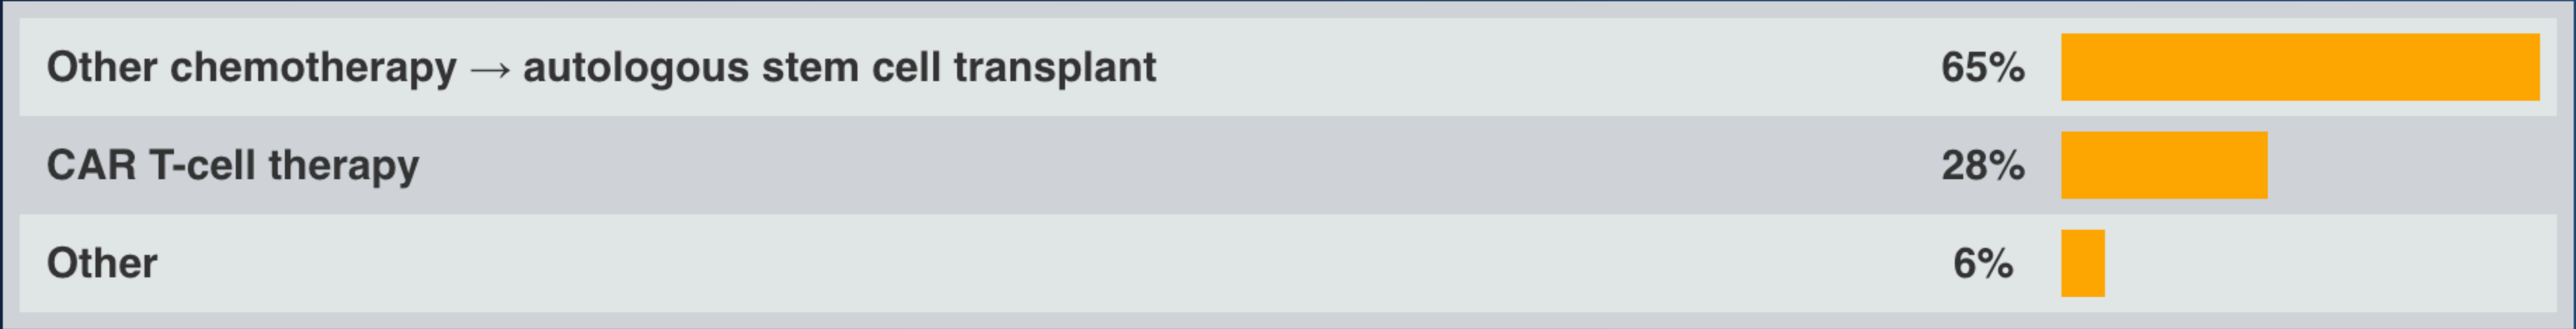 Other chemotherapy → autologous stem cell transplant 65%
CAR T-cell therapy 28%
Other 6%